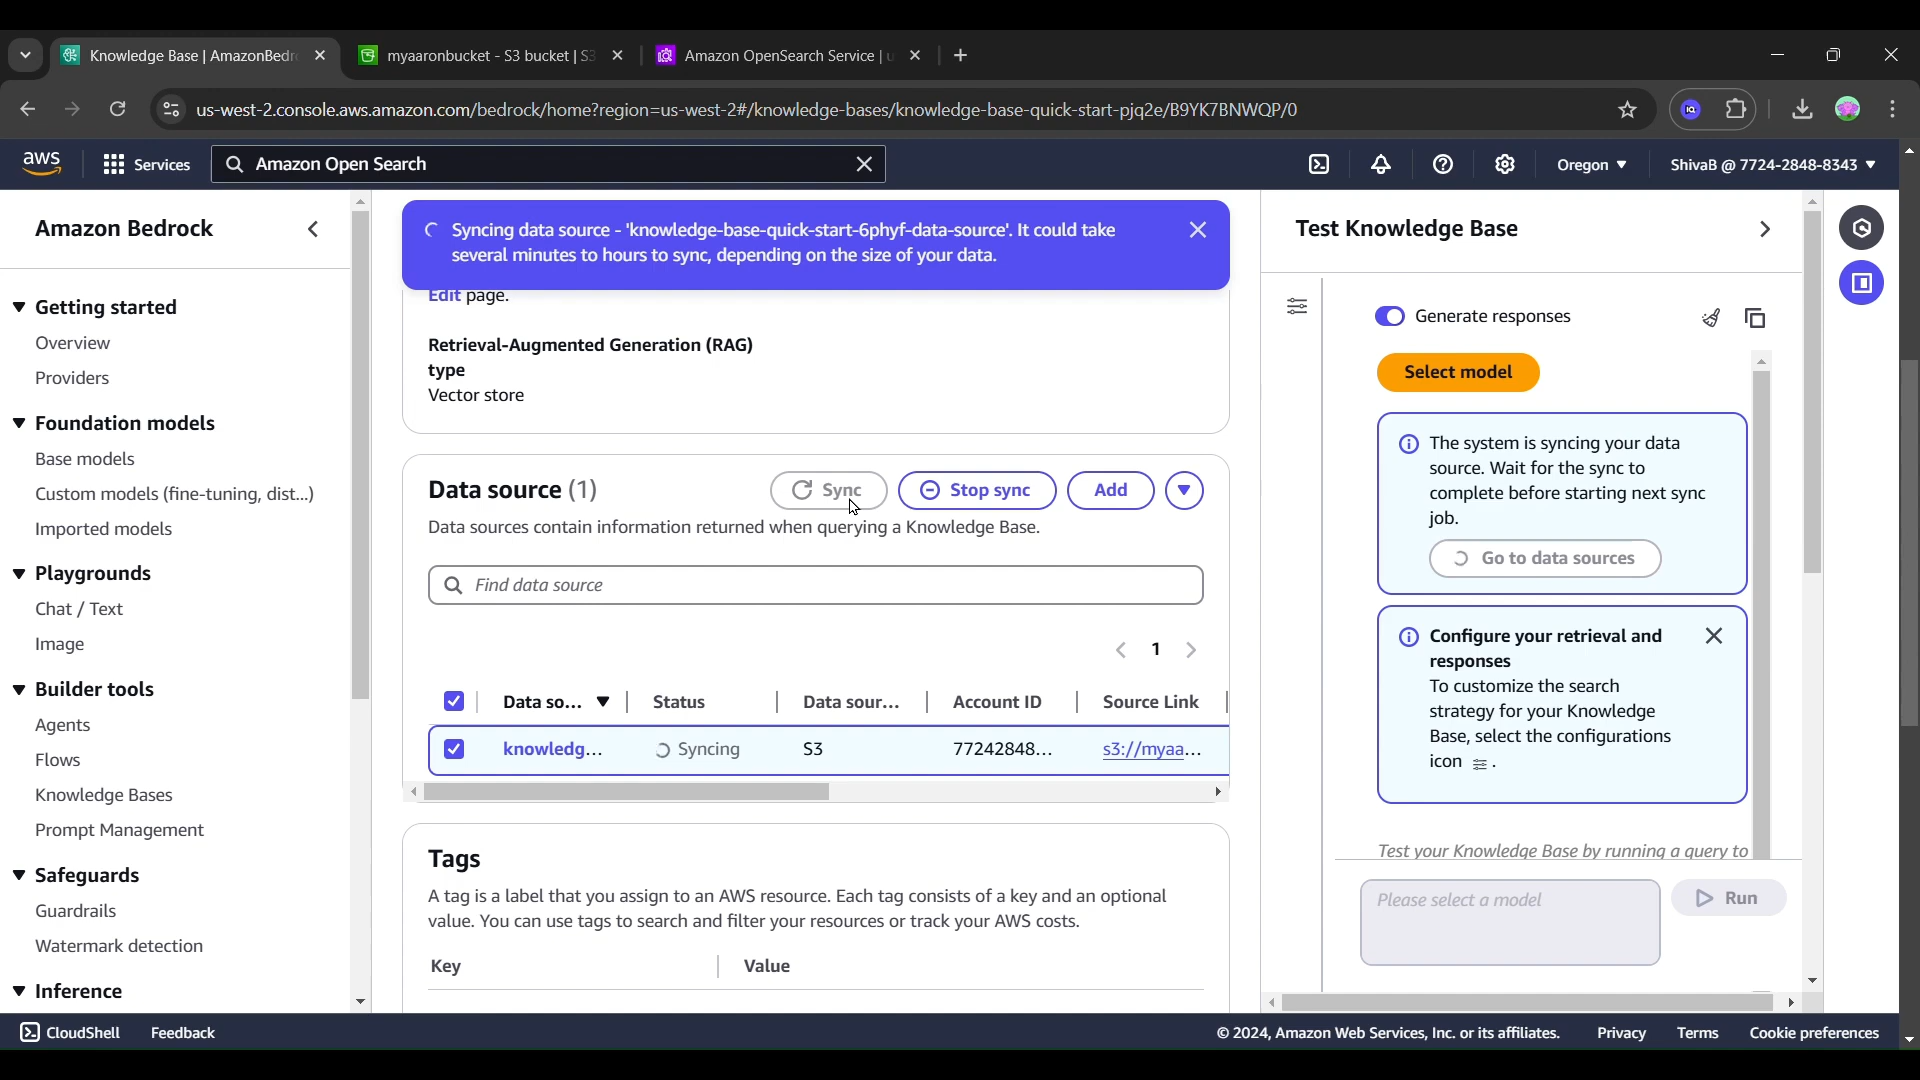 Knowledge Base | AmazonBedr
myaaronbucket - S3 bucket | S3
Amazon OpenSearch Service | u
us-west-2.console.aws.amazon.com/bedrock/home?region=us-west-2#/knowledge-bases/knowledge-base-quick-start-pjq2e/B9YK7BNWQP/0
aws
Services
Amazon Open Search
Oregon
ShivaB @ 7724-2848-8343
Amazon Bedrock
Getting started
Overview
Providers
Foundation models
Base models
Custom models (fine-tuning, dist...)
Imported models
Playgrounds
Chat / Text
Image
Builder tools
Agents
Flows
Knowledge Bases
Prompt Management
Safeguards
Guardrails
Watermark detection
Inference
Syncing data source - 'knowledge-base-quick-start-6phyf-data-source'. It could take
several minutes to hours to sync, depending on the size of your data.
Edit page.
Retrieval-Augmented Generation (RAG)
type
Vector store
Data source (1)
Sync
Stop sync
Add
Data sources contain information returned when querying a Knowledge Base.
Find data source
1
Data so... Status Data sour... Account ID Source Link
knowledg... Syncing S3 77242848... s3://myaa...
Tags
A tag is a label that you assign to an AWS resource. Each tag consists of a key and an optional
value. You can use tags to search and filter your resources or track your AWS costs.
Key Value
Test Knowledge Base
Generate responses
Select model
The system is syncing your data
source. Wait for the sync to
complete before starting next sync
job.
Go to data sources
Configure your retrieval and
responses
To customize the search
strategy for your Knowledge
Base, select the configurations
icon .
Test your Knowledge Base by running a query to
Please select a model
Run
CloudShell
Feedback
© 2024, Amazon Web Services, Inc. or its affiliates.
Privacy
Terms
Cookie preferences